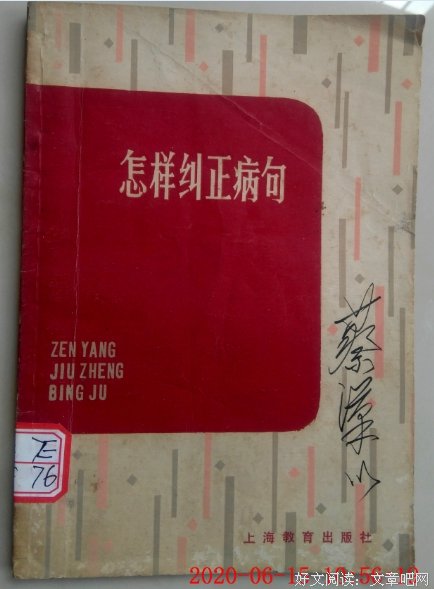 怎样纠正病句
ZEN YANG
JIU ZHENG
BING JU
76
上海教育出版社
2020-06-15
好文阅读：文章吧网